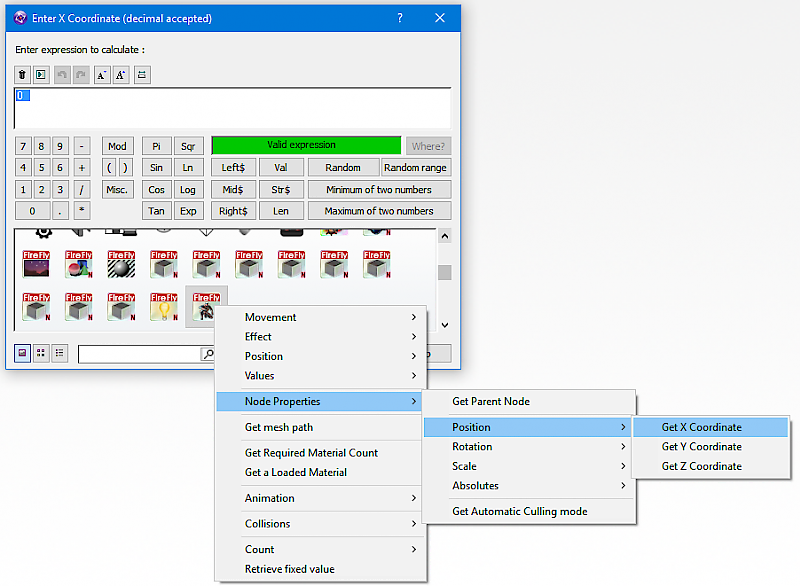 Enter X Coordinate (decimal accepted) ?
Enter expression to calculate :
A- A+
0
7 8 9 - Mod Pi Sqr Valid expression Where?
4 5 6 + ( ) Sin Ln Left$ Val Random Random range
1 2 3 / Misc. Cos Log Mid$ Str$ Minimum of two numbers
0 . * Tan Exp Right$ Len Maximum of two numbers
FireFly FireFly FireFly FireFly FireFly FireFly FireFly FireFly FireFly
N N N N N N N
FireFly FireFly FireFly FireFly FireFly
N N N N N
Movement
Effect
Position
Values
Node Properties
Get mesh path
Get Required Material Count
Get a Loaded Material
Animation
Collisions
Count
Retrieve fixed value
Get Parent Node
Position
Rotation
Scale
Absolutes
Get Automatic Culling mode
Get X Coordinate
Get Y Coordinate
Get Z Coordinate